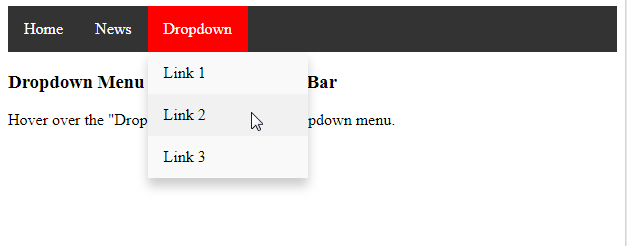 Home News Dropdown
Link 1
Dropdown Menu Bar
Link 2
Hover over the "Drop pdown menu.
Link 3